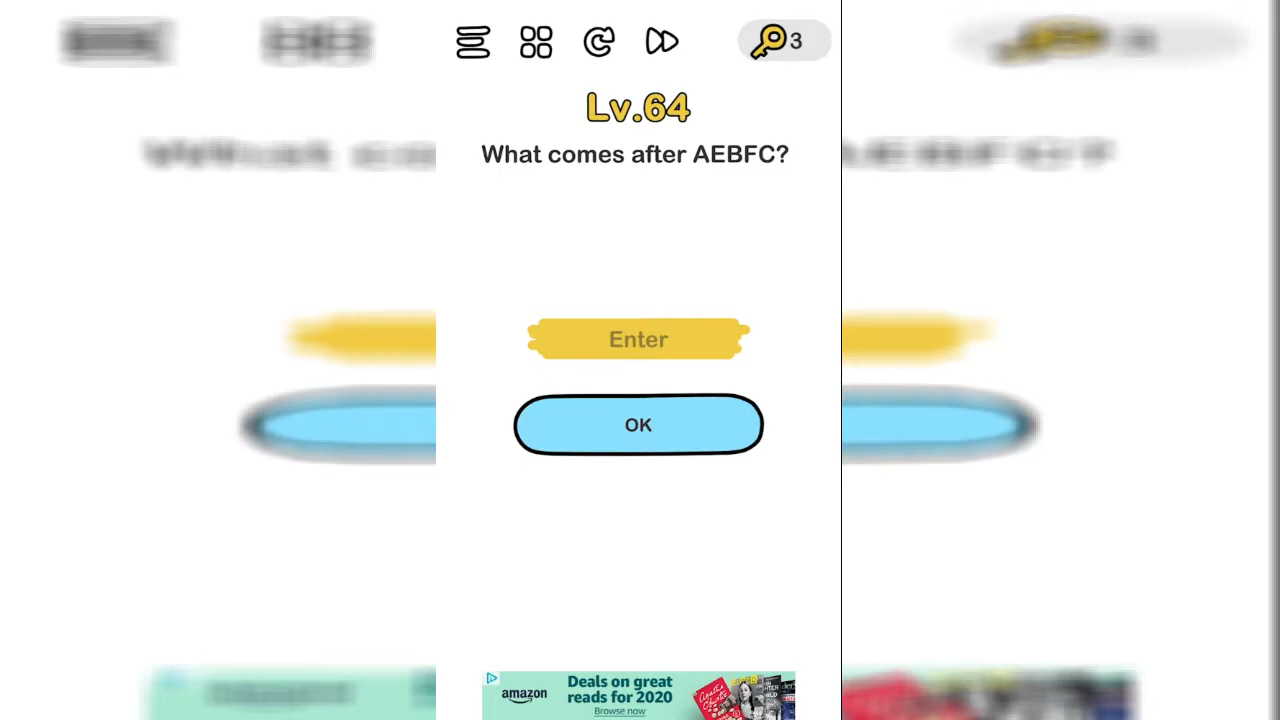 3
Lv.64
What comes after AEBFC?
Enter
OK
amazon
Deals on great
reads for 2020
Browse now